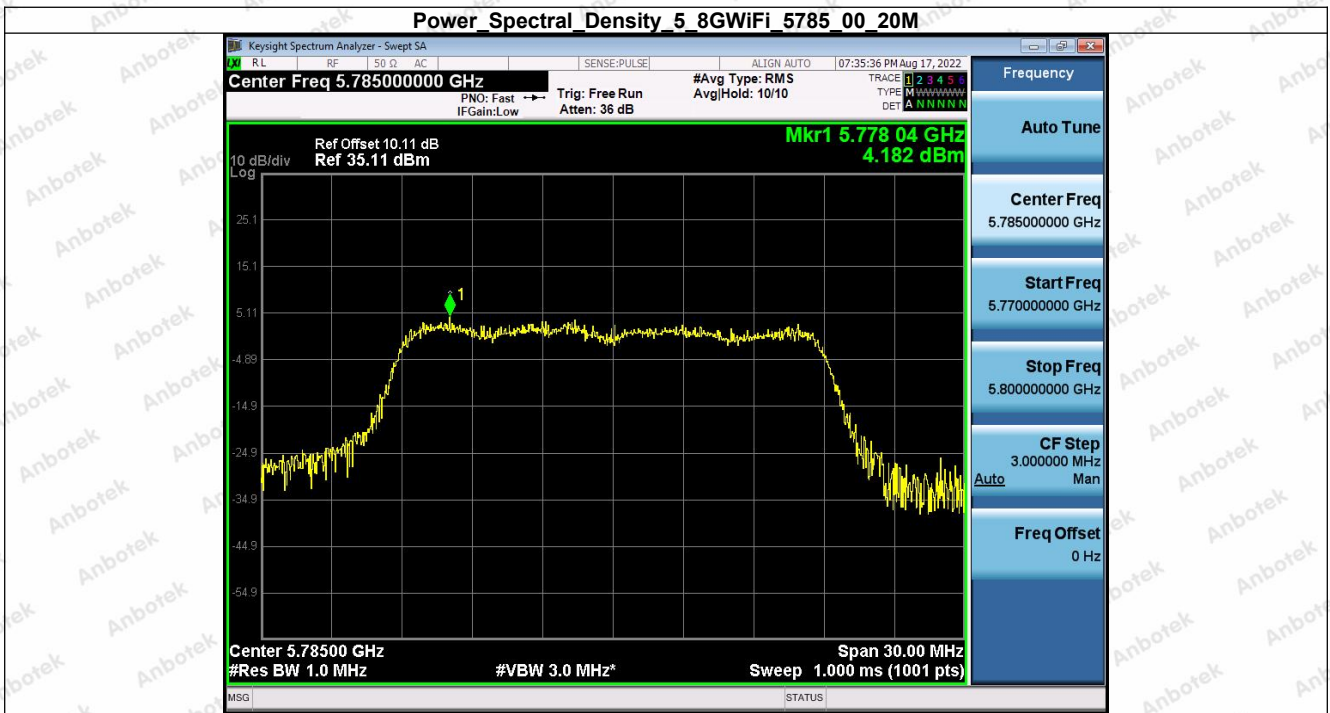 Power_Spectral_Density_5_8GWiFi_5785_00_20M
Keysight Spectrum Analyzer - Swept SA
LXI RL RF 50 Ω AC SENSE:PULSE ALIGN AUTO 07:35:36 PM Aug 17, 2022
Center Freq 5.785000000 GHz
PNO: Fast
IFGain:Low
Trig: Free Run
Atten: 36 dB
#Avg Type: RMS
Avg|Hold: 10/10
TRACE 1 2 3 4 5 6
TYPE M WWWWW
DET A N N N N N
Frequency
Mkr1 5.778 04 GHz
4.182 dBm
Ref Offset 10.11 dB
10 dB/div Ref 35.11 dBm
Log
25.1
15.1
5.11
-4.89
-14.9
-24.9
-34.9
-44.9
-54.9
1
Center 5.78500 GHz Span 30.00 MHz
#Res BW 1.0 MHz #VBW 3.0 MHz* Sweep 1.000 ms (1001 pts)
MSG STATUS
Auto Tune
Center Freq
5.785000000 GHz
Start Freq
5.770000000 GHz
Stop Freq
5.800000000 GHz
CF Step
3.000000 MHz
Auto Man
Freq Offset
0 Hz
Anbotek